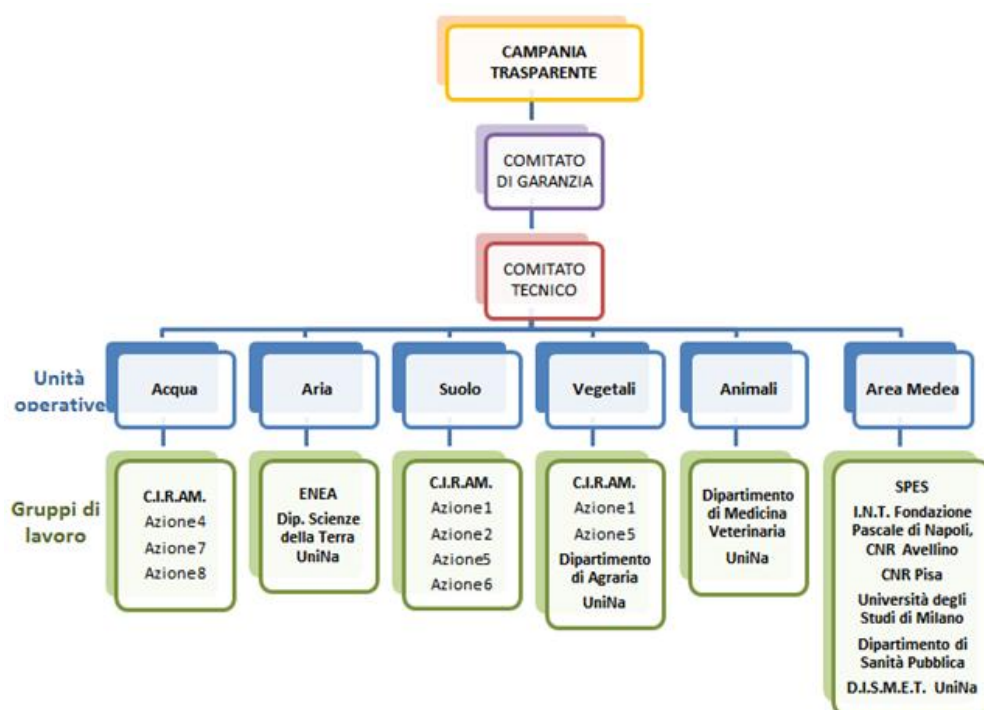 CAMPANIA
TRASPARENTE
COMITATO
DI GARANZIA
COMITATO
TECNICO
Unità
operative
Acqua
Aria
Suolo
Vegetali
Animali
Area Medea
Gruppi di
lavoro
C.I.R.AM.
Azione4
Azione7
Azione8
ENEA
Dip. Scienze
della Terra
UniNa
C.I.R.AM.
Azione1
Azione2
Azione5
Azione6
C.I.R.AM.
Azione1
Azione5
Dipartimento
di Agraria
UniNa
Dipartimento
di Medicina
Veterinaria
UniNa
SPES
I.N.T. Fondazione
Pascale di Napoli,
CNR Avellino
CNR Pisa
Università degli
Studi di Milano
Dipartimento di
Sanità Pubblica
D.I.S.M.E.T. UniNa